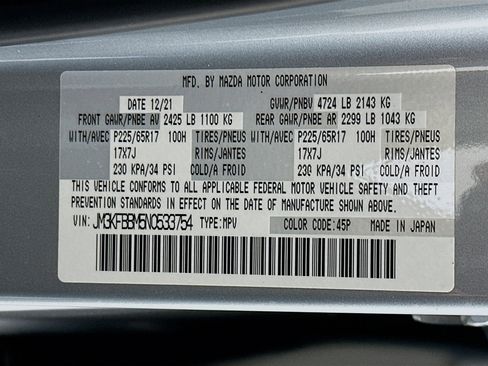 MFD. BY MAZDA MOTOR CORPORATION
DATE 12/21 GVWR/PNBV 4724 LB 2143 KG
FRONT GAWR/PNBE AV 2425 LB 1100 KG REAR GAWR/PNBE AR 2299 LB 1043 KG
WITH/AVEC P225/65R17 100H TIRES/PNEUS WITH/AVEC P225/65R17 100H TIRES/PNEUS
17X7J RIMS/JANTES 17X7J RIMS/JANTES
230 KPA/34 PSI COLD/A FROID 230 KPA/34 PSI COLD/A FROID
THIS VEHICLE CONFORMS TO ALL APPLICABLE FEDERAL MOTOR VEHICLE SAFETY AND THEFT
PREVENTION STANDARDS IN EFFECT ON THE DATE OF MANUFACTURE SHOWN ABOVE.
VIN: JM3KFBBM5N0533754 TYPE: MPV COLOR CODE: 45P MADE IN JAPAN